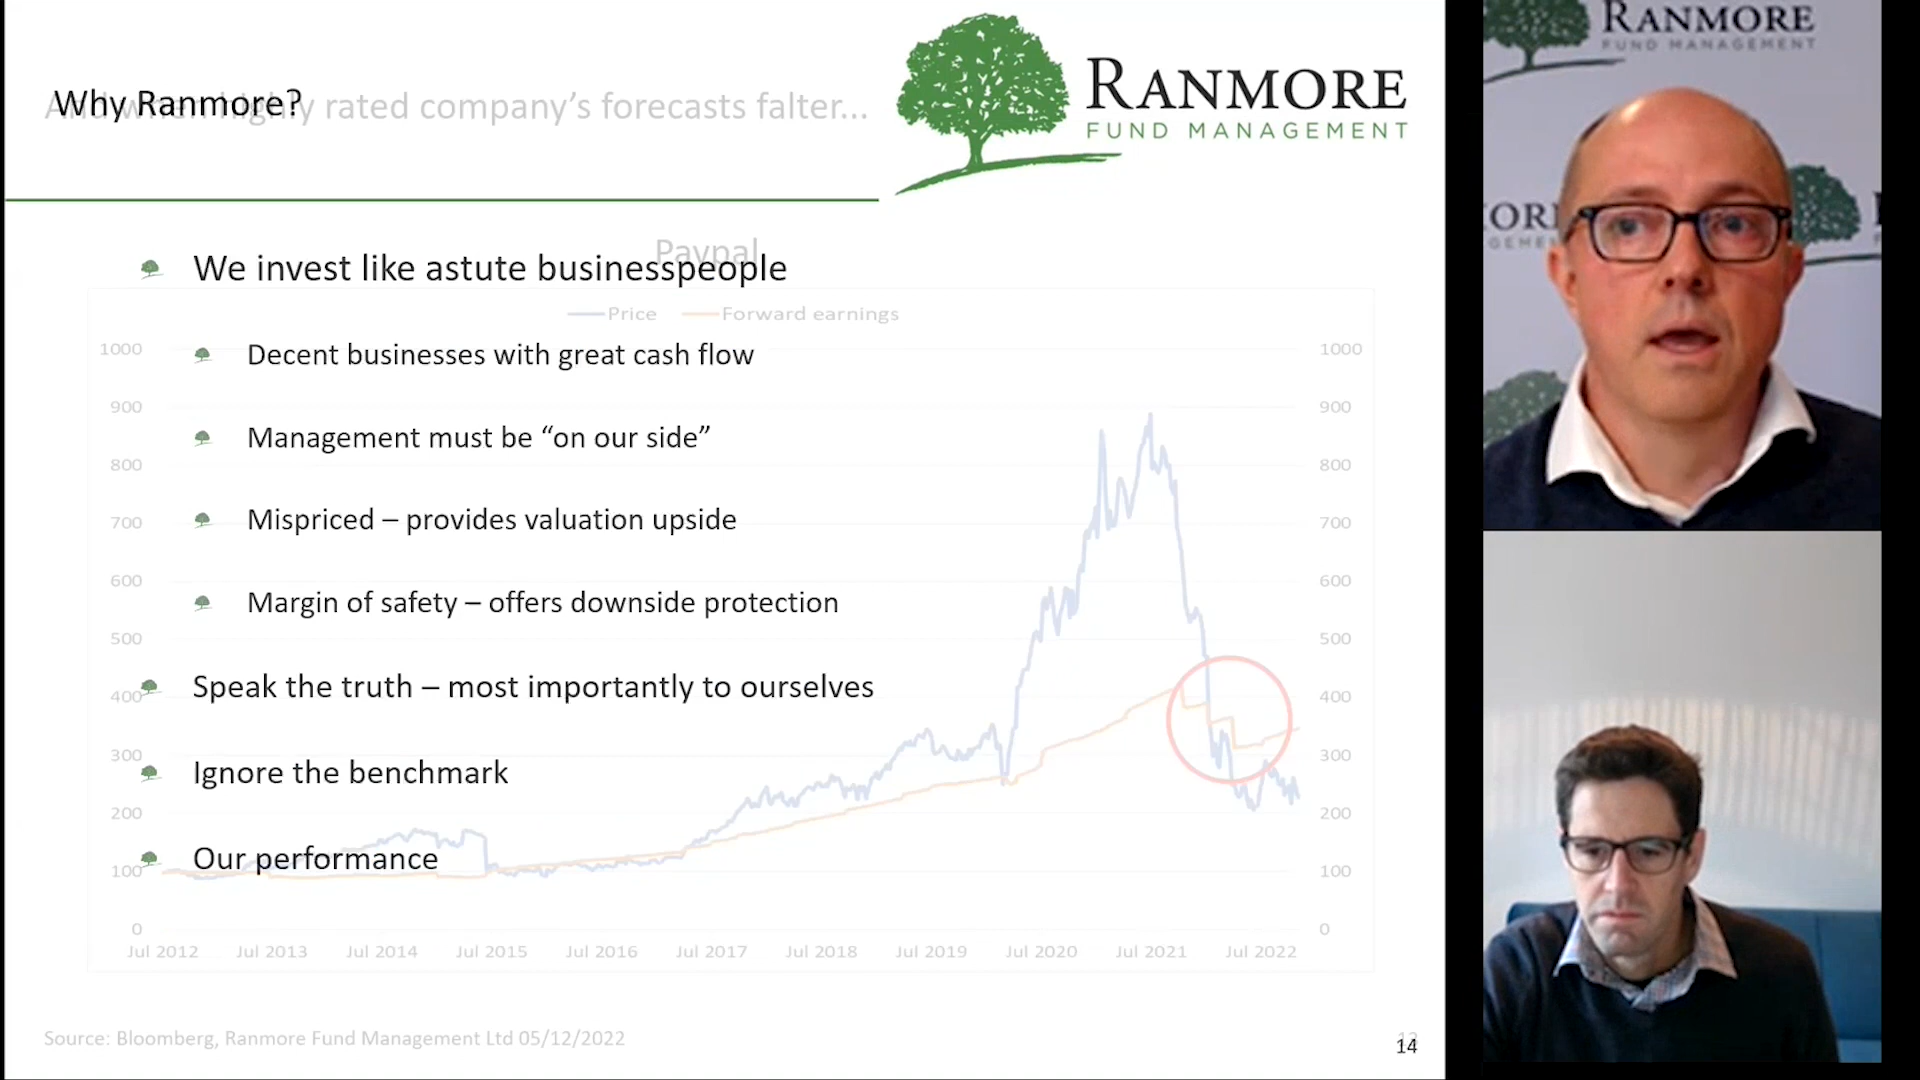 RANMORE
FUND MANAGEMENT
Why Ranmore?
rated company's forecasts falter...
Paypal
We invest like astute businesspeople
Price
Forward earnings
Decent businesses with great cash flow
Management must be “on our side”
Mispriced – provides valuation upside
Margin of safety – offers downside protection
Speak the truth – most importantly to ourselves
Ignore the benchmark
Our performance
1000
900
800
700
600
500
400
300
200
100
0
1000
900
800
700
600
500
400
300
200
100
0
Jul 2012 Jul 2013 Jul 2014 Jul 2015 Jul 2016 Jul 2017 Jul 2018 Jul 2019 Jul 2020 Jul 2021 Jul 2022
Source: Bloomberg, Ranmore Fund Management Ltd 05/12/2022
14
RANMORE
FUND MANAGEMENT